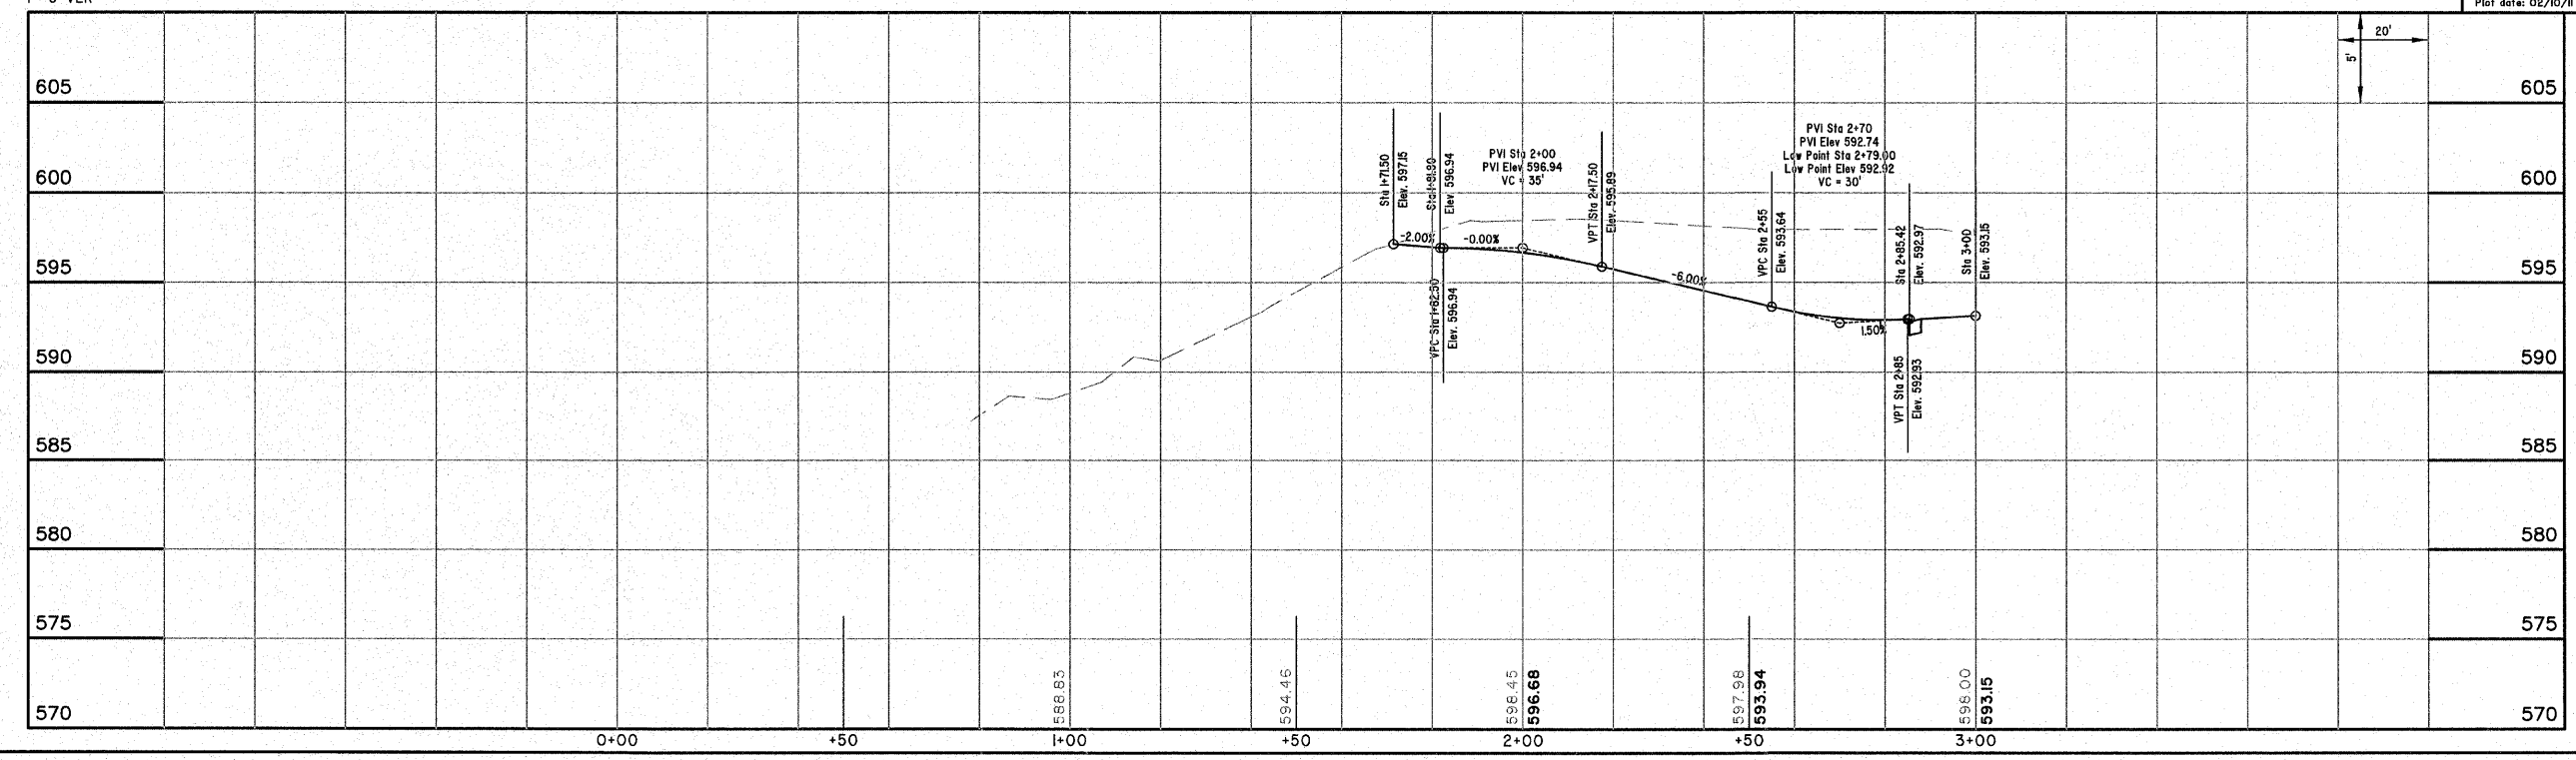 Plot date: 02/10/11
20'
5'
605
605
600
600
595
595
590
590
585
585
580
580
575
575
570
570
Sta 1+71.50
Elev. 597.15
Elev. 596.94
PVI Sta 2+00
PVI Elev 596.94
VC = 35'
VPT Sta 2+17.50
Elev. 595.89
PVI Sta 2+70
PVI Elev 592.74
Low Point Sta 2+79.00
Low Point Elev 592.92
VC = 30'
VPC Sta 2+55
Elev. 593.64
Sta 2+85.42
Elev. 592.97
Sta 3+00
Elev. 593.15
-2.00%
-0.00%
-6.00%
1.50%
VPC Sta 1+82.50
Elev. 596.94
VPT Sta 2+85
Elev. 592.93
588.83
594.46
598.45
596.68
597.98
593.94
598.00
593.15
0+00
+50
1+00
+50
2+00
+50
3+00